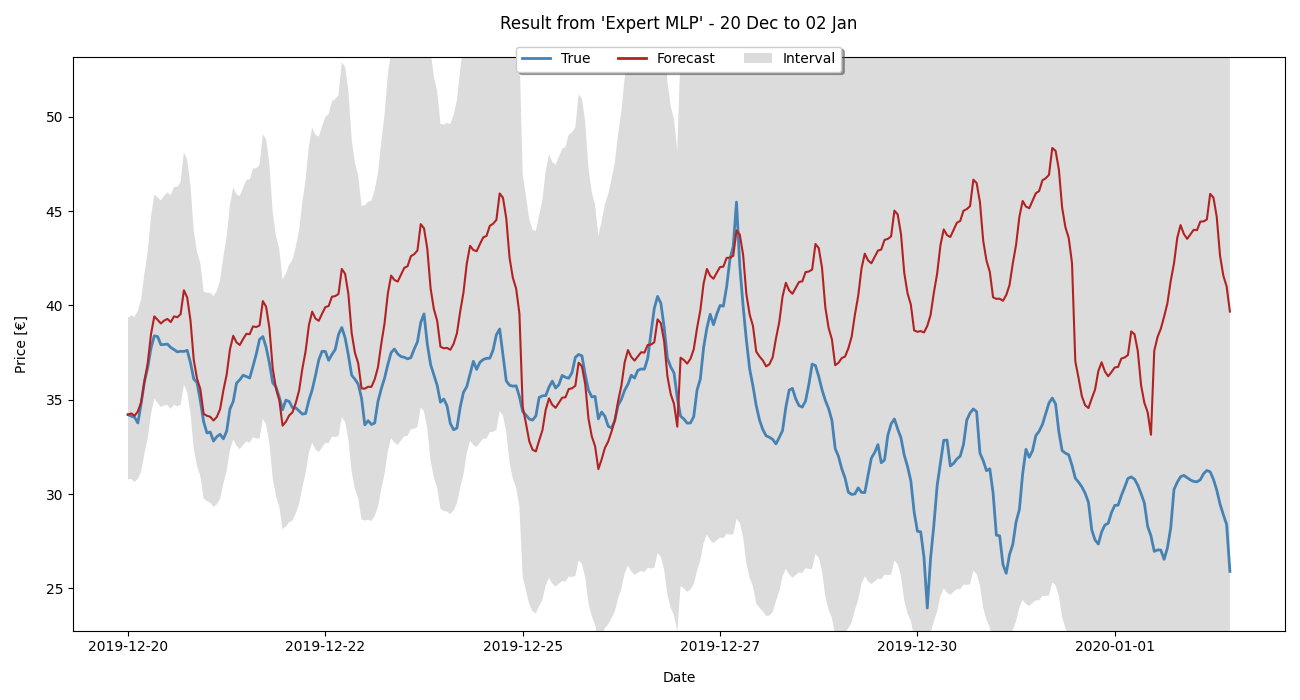 Result from 'Expert MLP' - 20 Dec to 02 Jan
True Forecast Interval
50
45
40
35
30
25
Price [€]
2019-12-20 2019-12-22 2019-12-25 2019-12-27 2019-12-30 2020-01-01
Date